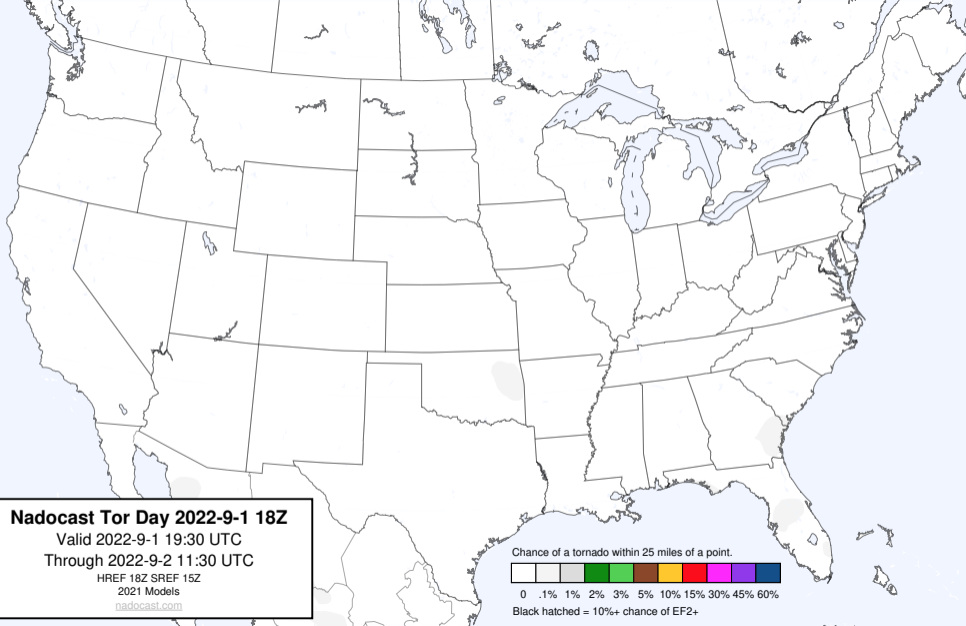 Nadocast Tor Day 2022-9-1 18Z
Valid 2022-9-1 19:30 UTC
Through 2022-9-2 11:30 UTC
HREF 18Z SREF 15Z
2021 Models
nadocast.com
Chance of a tornado within 25 miles of a point.
0 .1% 1% 2% 3% 5% 10% 15% 30% 45% 60%
Black hatched = 10%+ chance of EF2+